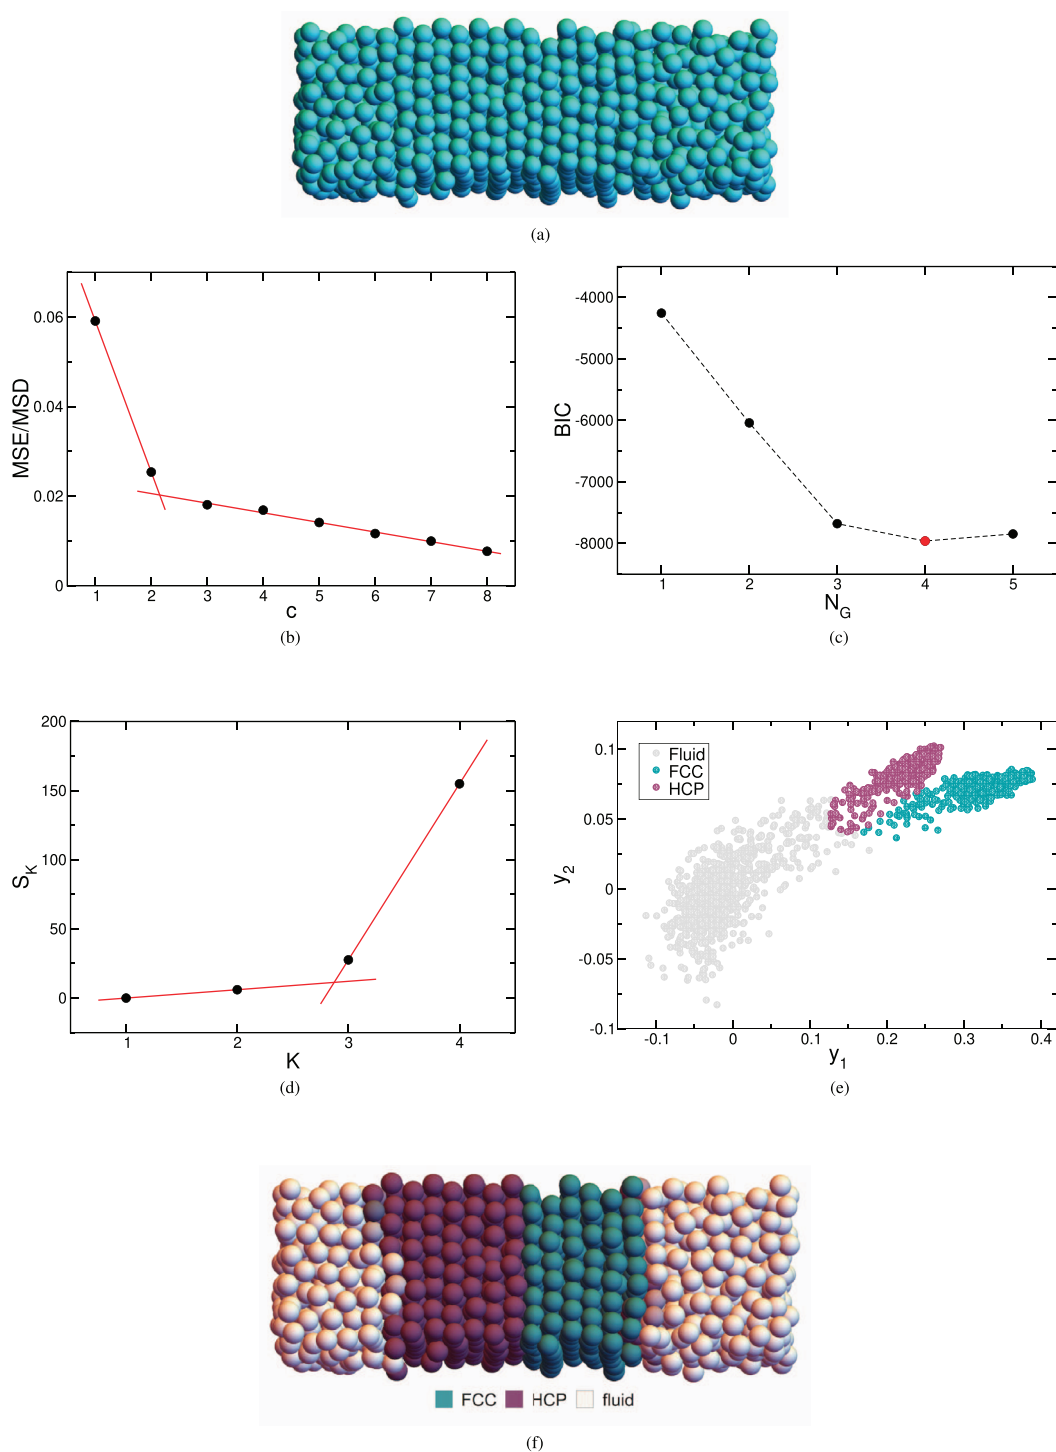 (a)
0.06
0.04
0.02
0
MSE/MSD
1 2 3 4 5 6 7 8
c
(b)
-4000
-5000
-6000
-7000
-8000
BIC
1 2 3 4 5
N_G
(c)
200
150
100
50
0
S_K
1 2 3 4
K
(d)
Fluid
FCC
HCP
0.1
0.05
0
-0.05
-0.1
y_2
-0.1 0 0.1 0.2 0.3 0.4
y_1
(e)
FCC HCP fluid
(f)